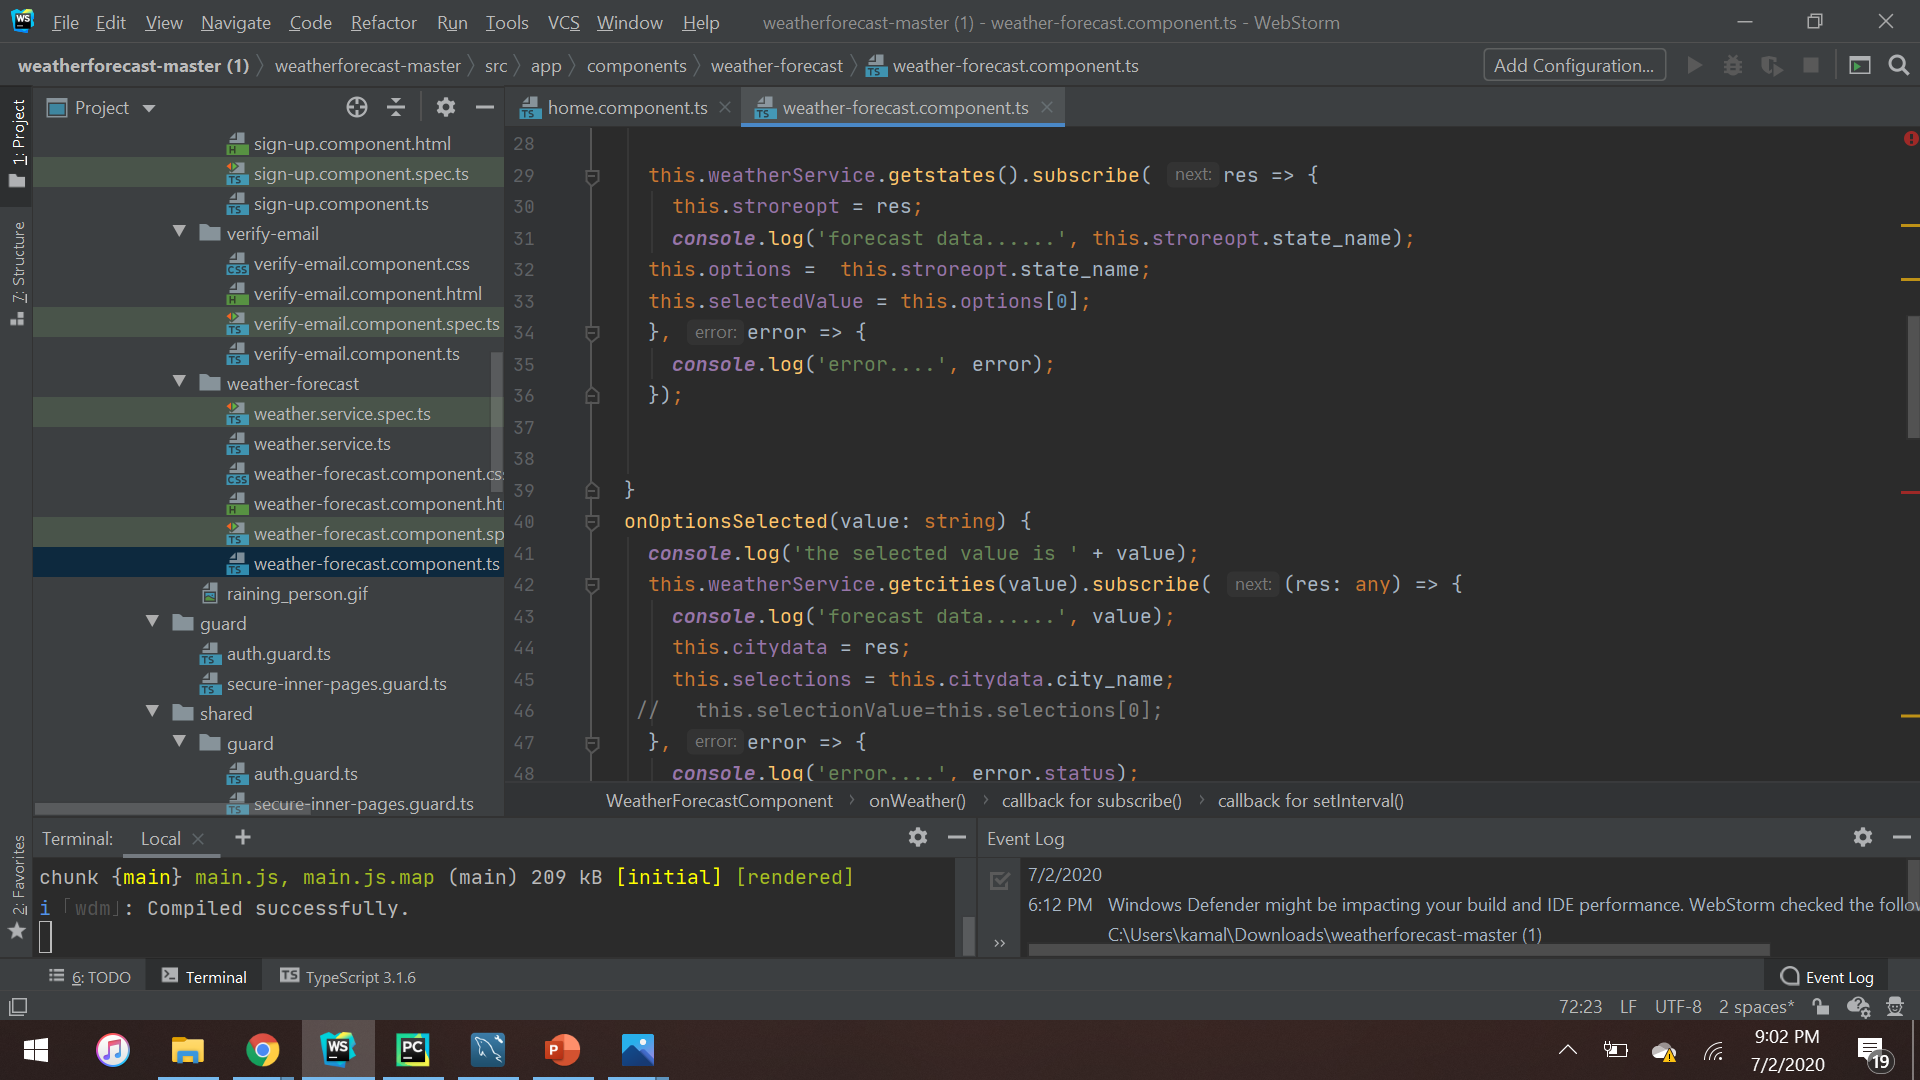 File Edit View Navigate Code Refactor Run Tools VCS Window Help weatherforecast-master (1) - weather-forecast.component.ts - WebStorm
weatherforecast-master (1) weatherforecast-master src app components weather-forecast weather-forecast.component.ts Add Configuration...
1: Project
7: Structure
2: Favorites
Project
sign-up.component.html
sign-up.component.spec.ts
sign-up.component.ts
verify-email
verify-email.component.css
verify-email.component.html
verify-email.component.spec.ts
verify-email.component.ts
weather-forecast
weather.service.spec.ts
weather.service.ts
weather-forecast.component.cs
weather-forecast.component.ht
weather-forecast.component.sp
weather-forecast.component.ts
raining_person.gif
guard
auth.guard.ts
secure-inner-pages.guard.ts
shared
guard
auth.guard.ts
secure-inner-pages.guard.ts
home.component.ts weather-forecast.component.ts
28
29 this.weatherService.getstates().subscribe( next: res => {
30 this.stroreopt = res;
31 console.log('forecast data......', this.stroreopt.state_name);
32 this.options =  this.stroreopt.state_name;
33 this.selectedValue = this.options[0];
34 }, error: error => {
35 console.log('error....', error);
36 });
37
38
39 }
40 onOptionsSelected(value: string) {
41 console.log('the selected value is ' + value);
42 this.weatherService.getcities(value).subscribe( next: (res: any) => {
43 console.log('forecast data......', value);
44 this.citydata = res;
45 this.selections = this.citydata.city_name;
46 //   this.selectionValue=this.selections[0];
47 }, error: error => {
48 console.log('error....', error.status);
WeatherForecastComponent onWeather() callback for subscribe() callback for setInterval()
Terminal: Local
chunk {main} main.js, main.js.map (main) 209 kB [initial] [rendered]
i 「wdm」: Compiled successfully.
Event Log
7/2/2020
6:12 PM Windows Defender might be impacting your build and IDE performance. WebStorm checked the follow
C:\Users\kamal\Downloads\weatherforecast-master (1)
6: TODO Terminal TypeScript 3.1.6 Event Log
72:23 LF UTF-8 2 spaces*
9:02 PM
7/2/2020
19